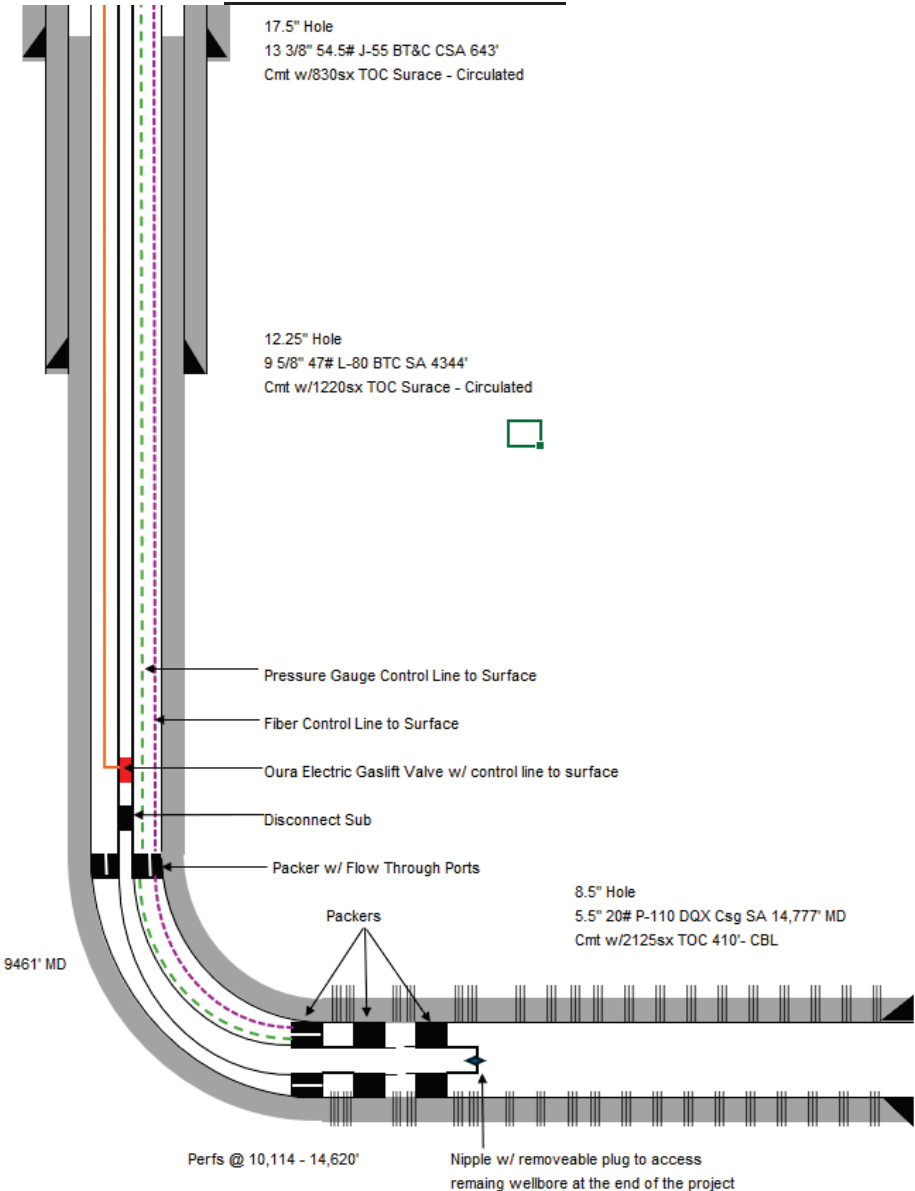 17.5" Hole
13 3/8" 54.5# J-55 BT&C CSA 643'
Cmt w/830sx TOC Surace - Circulated
12.25" Hole
9 5/8" 47# L-80 BTC SA 4344'
Cmt w/1220sx TOC Surace - Circulated
Pressure Gauge Control Line to Surface
Fiber Control Line to Surface
Oura Electric Gaslift Valve w/ control line to surface
Disconnect Sub
Packer w/ Flow Through Ports
8.5" Hole
5.5" 20# P-110 DQX Csg SA 14,777' MD
Cmt w/2125sx TOC 410'- CBL
Packers
9461' MD
Perfs @ 10,114 - 14,620'
Nipple w/ removeable plug to access
remaing wellbore at the end of the project